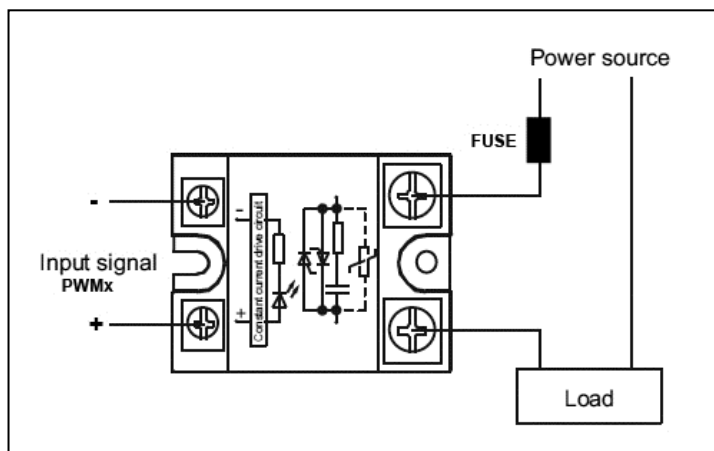 Power source
FUSE
-
Input signal
PWMx
+
-
+
Constant current drive circuit
Load